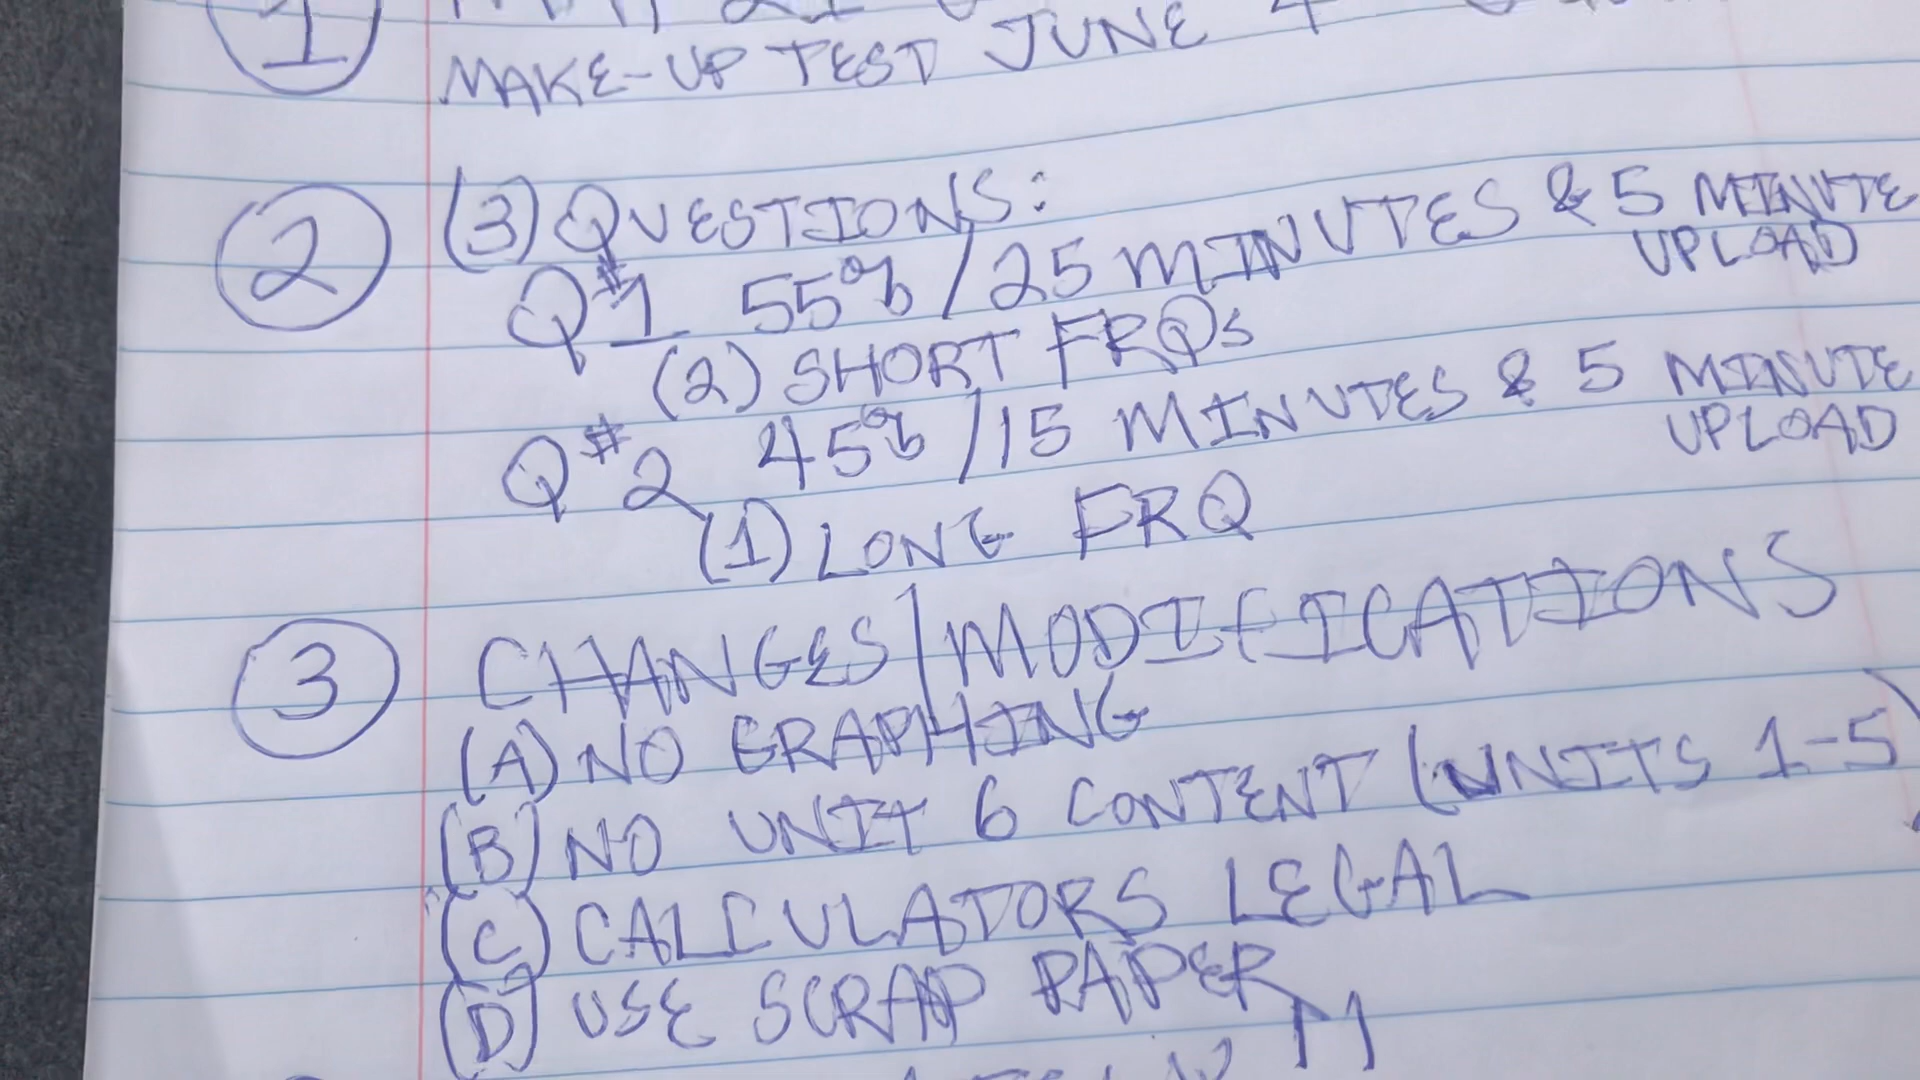 1
MAKE-UP TEST JUNE 4
2 (3) QUESTIONS:
Q#1 55% / 25 MINUTES & 5 MINUTE UPLOAD
(2) SHORT FRQs
Q#2 45% / 15 MINUTES & 5 MINUTE UPLOAD
(1) LONG FRQ
3 CHANGES/MODIFICATIONS
(A) NO GRAPHING
(B) NO UNIT 6 CONTENT (UNITS 1-5)
(C) CALCULATORS LEGAL
(D) USE SCRAP PAPER